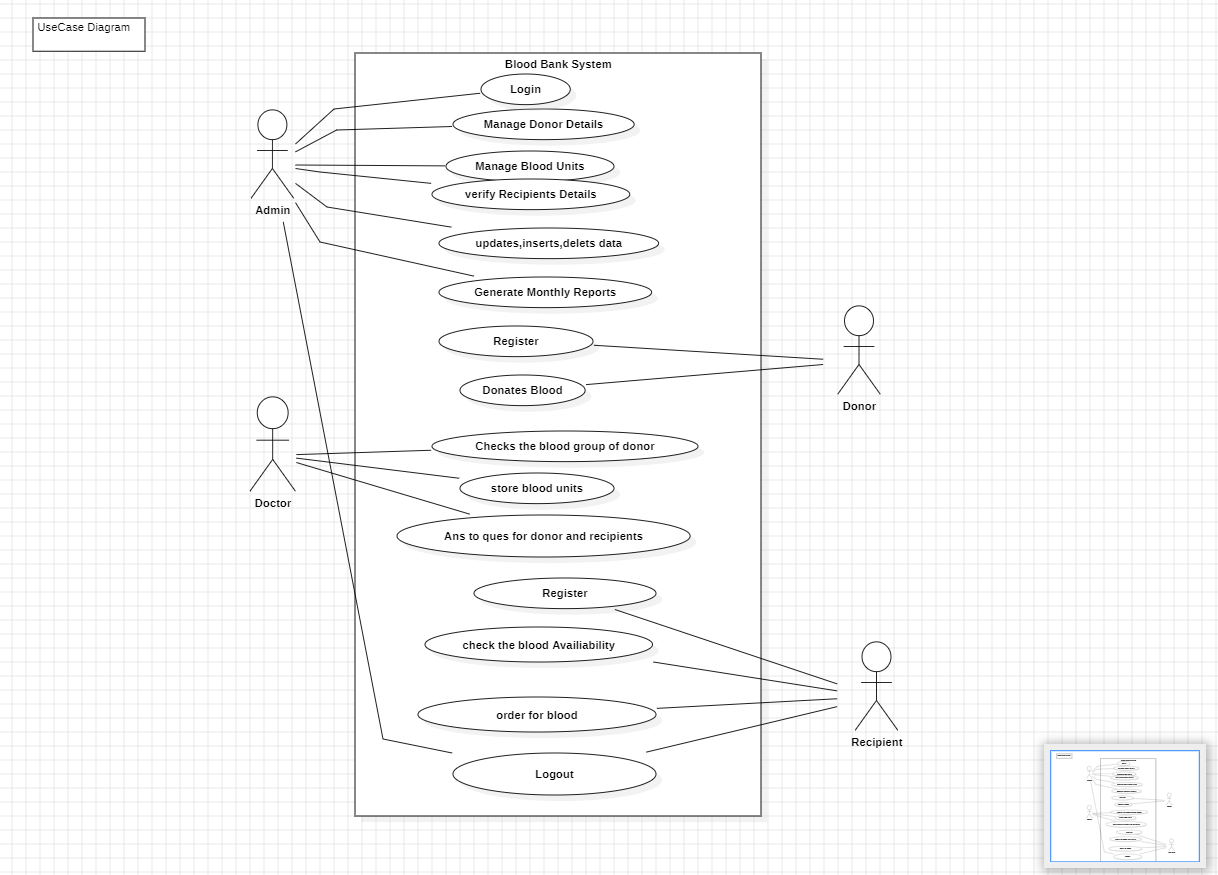 UseCase Diagram
Blood Bank System
Login
Manage Donor Details
Manage Blood Units
verify Recipients Details
Admin
updates,inserts,delets data
Generate Monthly Reports
Register
Donates Blood
Donor
Checks the blood group of donor
store blood units
Doctor
Ans to ques for donor and recipients
Register
check the blood Availiability
order for blood
Recipient
Logout